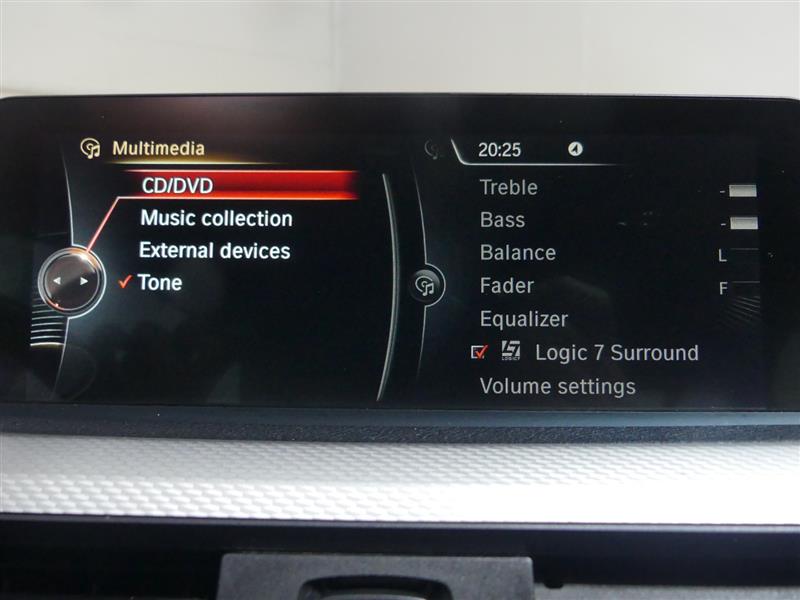 Multimedia
CD/DVD
Music collection
External devices
Tone
20:25
Treble -
Bass -
Balance L
Fader F
Equalizer
LOGIC7 Logic 7 Surround
Volume settings